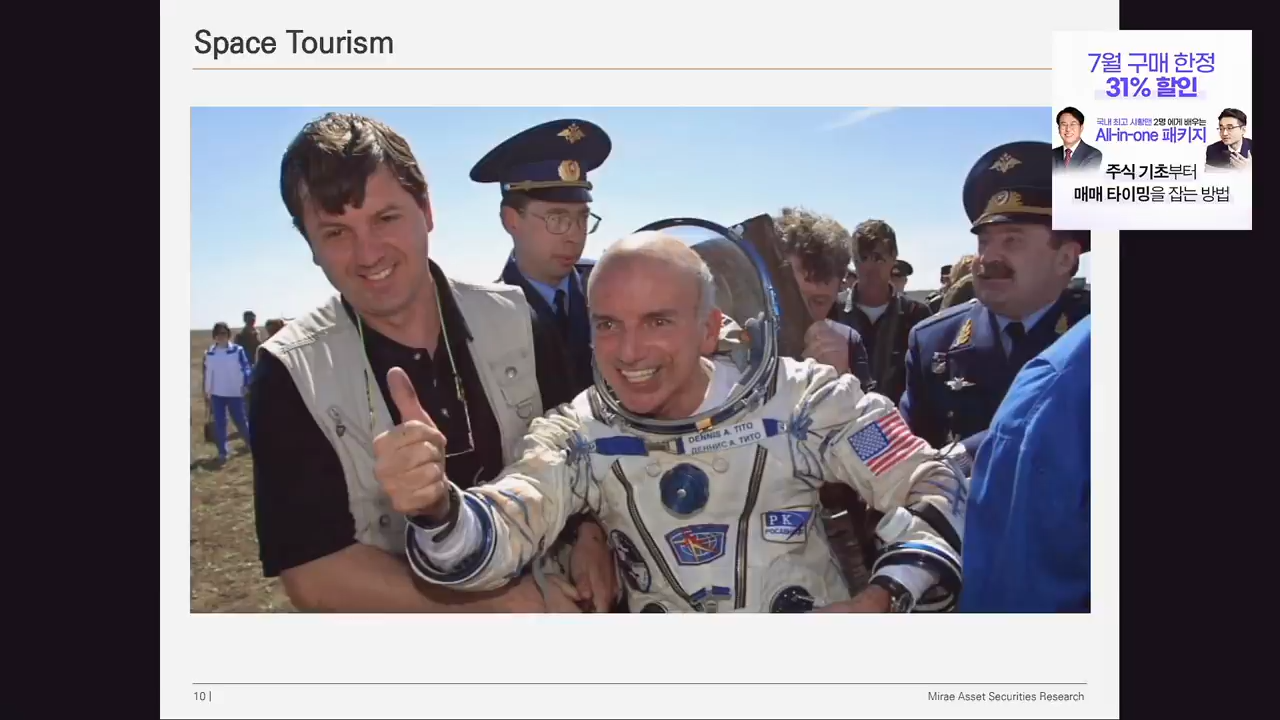 Space Tourism
7월 구매 한정
31% 할인
국내 최고 시황맨 2명에게 배우는
All-in-one 패키지
주식 기초부터
매매 타이밍을 잡는 방법
DENNIS A. TITO
ДЕННИС А. ТИТО
РК
10 |
Mirae Asset Securities Research